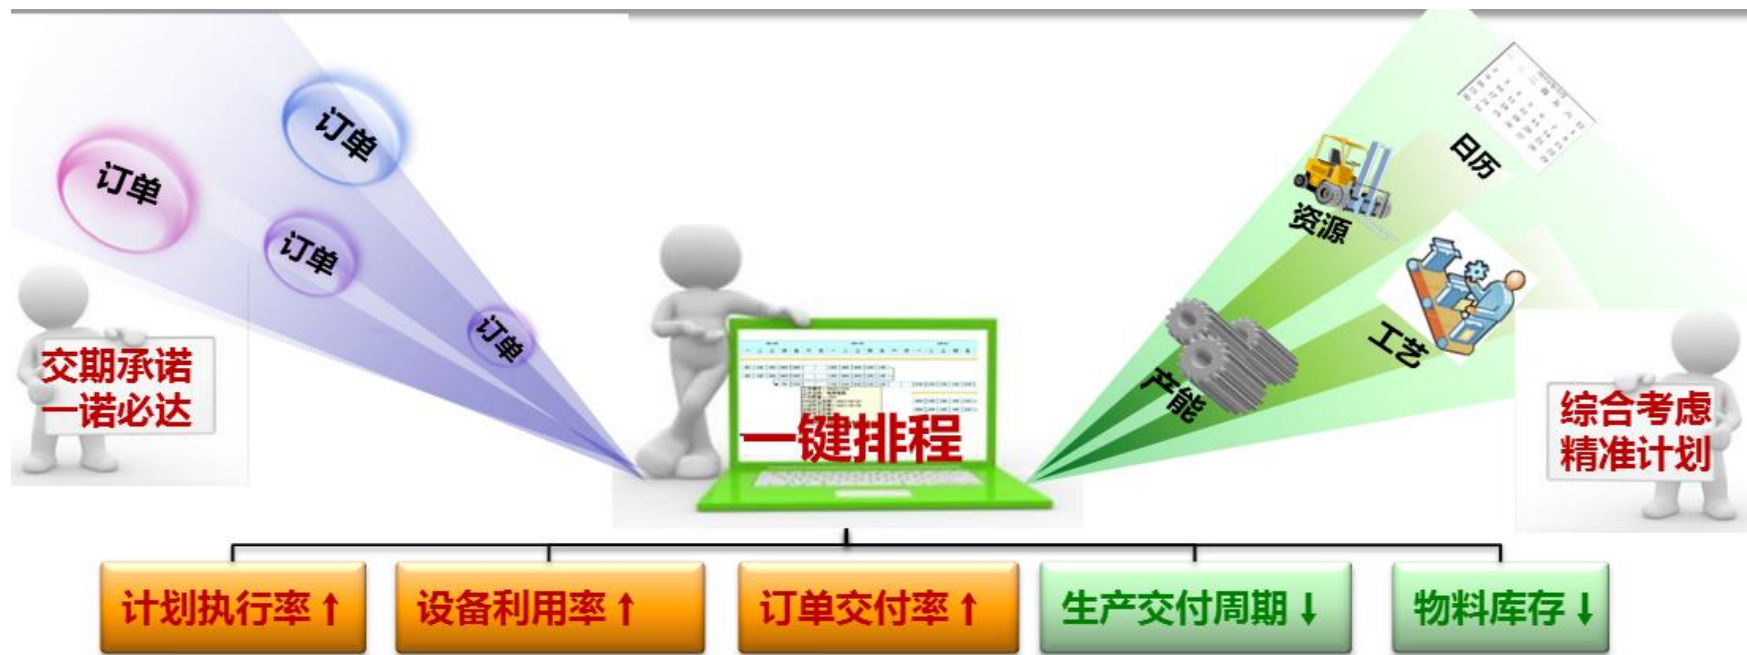 订单
订单
订单
订单
交期承诺
一诺必达
一键排程
日历
资源
工艺
产能
综合考虑
精准计划
计划执行率↑
设备利用率↑
订单交付率↑
生产交付周期↓
物料库存↓